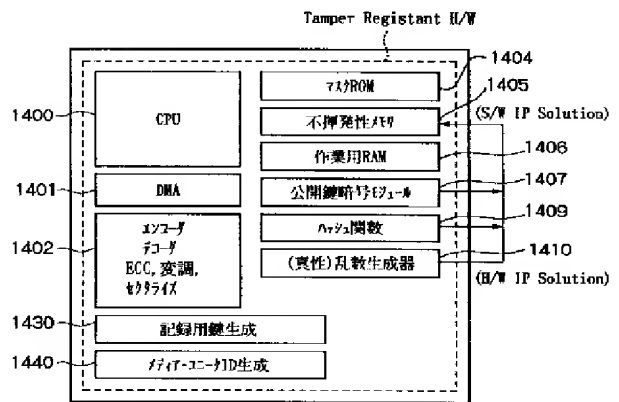 Tamper Registant H/W
1400
CPU
1401
DMA
1402
エンコーダ
デコーダ
ECC, 変調,
セクタライズ
1430
記録用鍵生成
1440
メディア・ユニークID生成
マスクROM
1404
不揮発性メモリ
1405
(S/W IP Solution)
作業用RAM
1406
公開鍵暗号モジュール
1407
ハッシュ関数
1409
(真性)乱数生成器
1410
(H/W IP Solution)